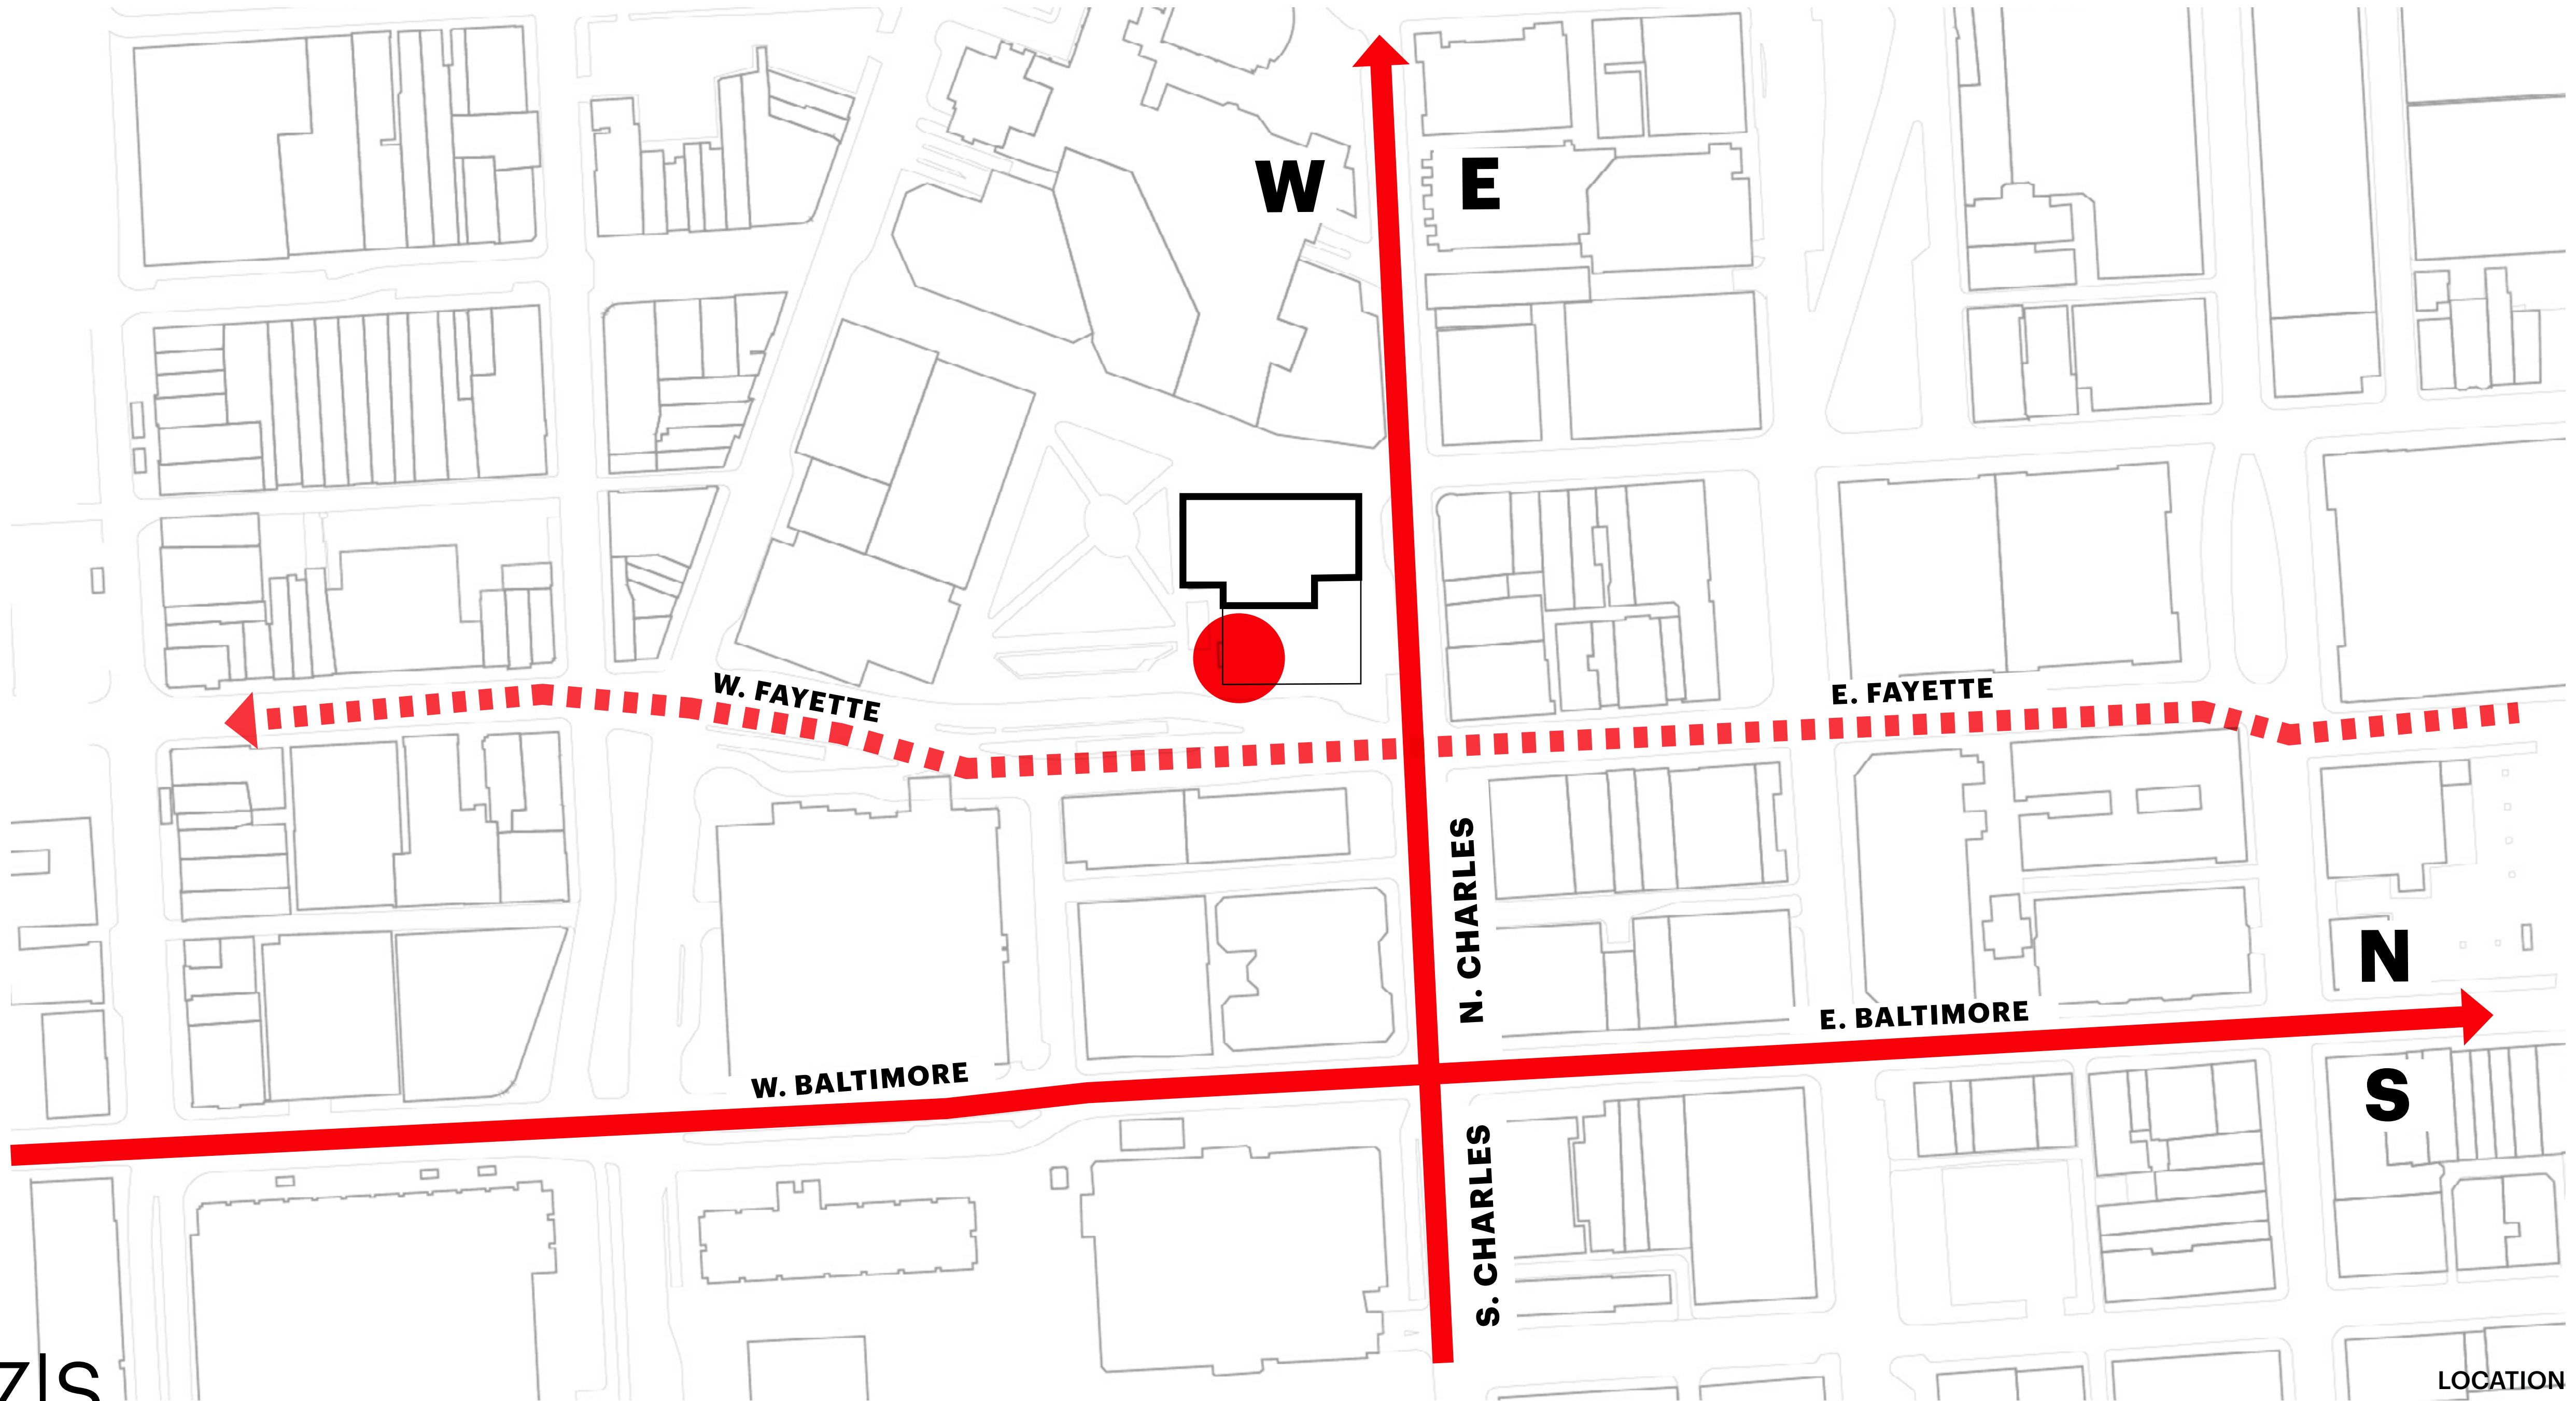 W
E
W. FAYETTE
E. FAYETTE
N. CHARLES
N
E. BALTIMORE
W. BALTIMORE
S
S. CHARLES
LOCATION